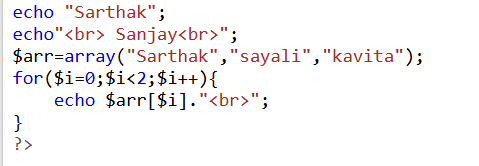 echo "Sarthak";
echo"<br> Sanjay<br>";
$arr=array("Sarthak","sayali","kavita");
for($i=0;$i<2;$i++){
    echo $arr[$i]."<br>";
}
?>